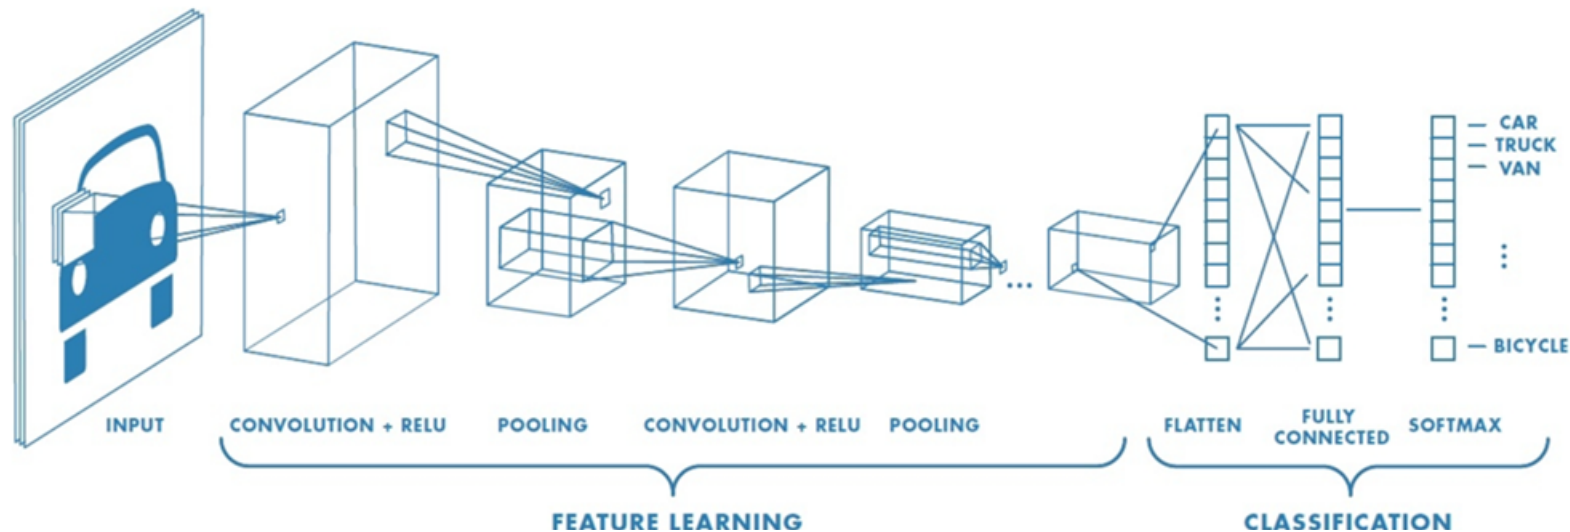 CAR
TRUCK
VAN
BICYCLE
INPUT
CONVOLUTION + RELU
POOLING
CONVOLUTION + RELU
POOLING
FLATTEN
FULLY
CONNECTED
SOFTMAX
FEATURE LEARNING
CLASSIFICATION